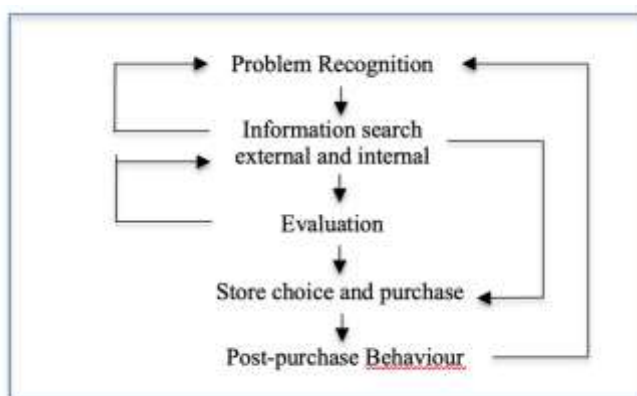 Problem Recognition
Information search
external and internal
Evaluation
Store choice and purchase
Post-purchase Behaviour